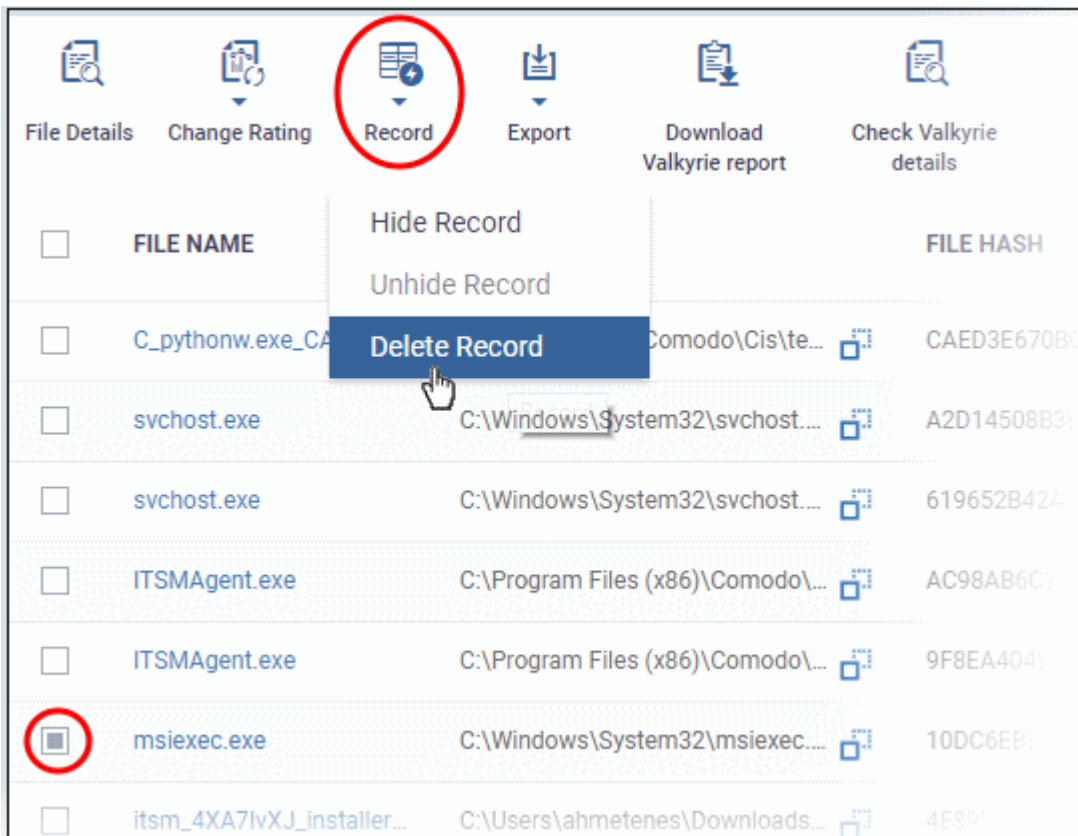 File Details
Change Rating
Record
Export
Download
Valkyrie report
Check Valkyrie
details
Hide Record
Unhide Record
Delete Record
FILE NAME
FILE HASH
C_pythonw.exe_CA
Comodo\Cis\te...
CAED3E670BC
svchost.exe C:\Windows\System32\svchost.... A2D14508B3
svchost.exe C:\Windows\System32\svchost.... 619652B42A
ITSMAgent.exe C:\Program Files (x86)\Comodo\... AC98AB6C
ITSMAgent.exe C:\Program Files (x86)\Comodo\... 9F8EA404
msiexec.exe C:\Windows\System32\msiexec.... 10DC6EB
itsm_4XA7lvXJ_installer... C:\Users\ahmetenes\Downloads...